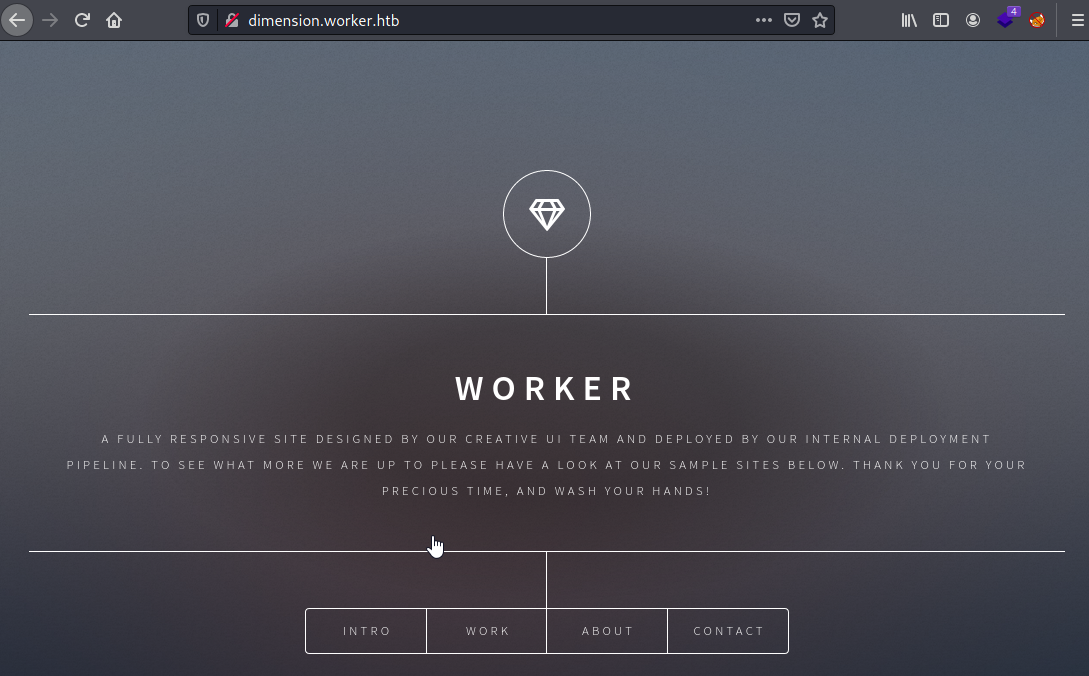 dimension.worker.htb
4
WORKER
A FULLY RESPONSIVE SITE DESIGNED BY OUR CREATIVE UI TEAM AND DEPLOYED BY OUR INTERNAL DEPLOYMENT
PIPELINE. TO SEE WHAT MORE WE ARE UP TO PLEASE HAVE A LOOK AT OUR SAMPLE SITES BELOW. THANK YOU FOR YOUR
PRECIOUS TIME, AND WASH YOUR HANDS!
INTRO WORK ABOUT CONTACT